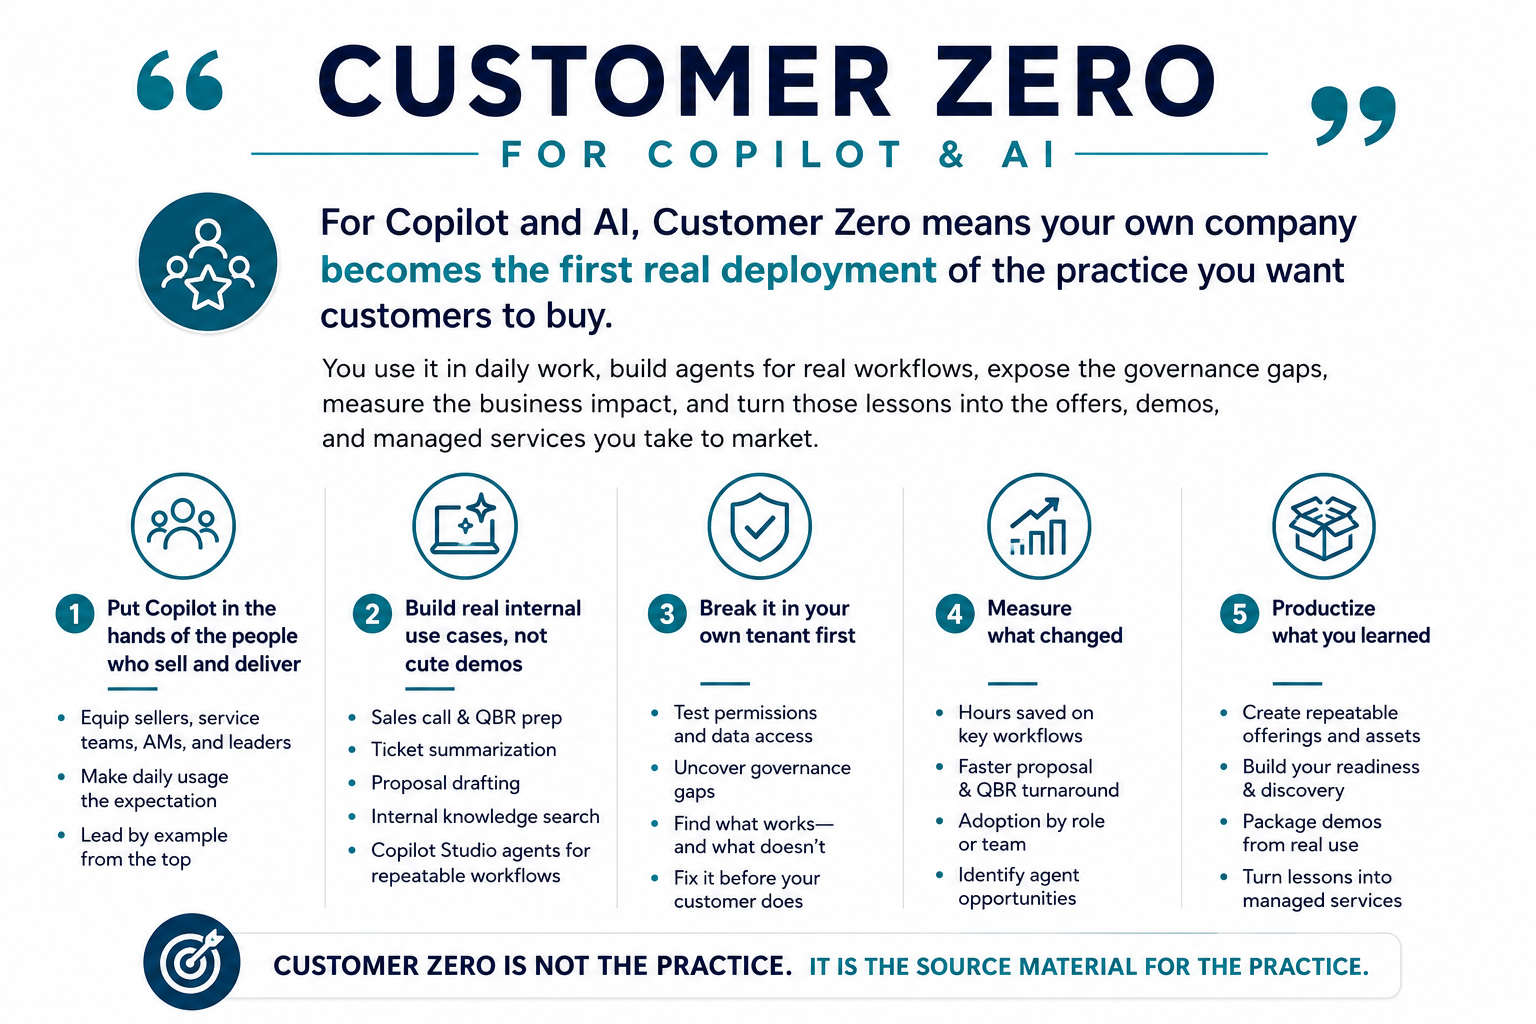 “
CUSTOMER ZERO
”
FOR COPILOT & AI
For Copilot and AI, Customer Zero means your own company
becomes the first real deployment of the practice you want
customers to buy.
You use it in daily work, build agents for real workflows, expose the governance gaps,
measure the business impact, and turn those lessons into the offers, demos,
and managed services you take to market.
1 Put Copilot in the
hands of the people
who sell and deliver
• Equip sellers, service
teams, AMs, and leaders
• Make daily usage
the expectation
• Lead by example
from the top
2 Build real internal
use cases, not
cute demos
• Sales call & QBR prep
• Ticket summarization
• Proposal drafting
• Internal knowledge search
• Copilot Studio agents for
repeatable workflows
3 Break it in your
own tenant first
• Test permissions
and data access
• Uncover governance
gaps
• Find what works—
and what doesn’t
• Fix it before your
customer does
4 Measure
what changed
• Hours saved on
key workflows
• Faster proposal
& QBR turnaround
• Adoption by role
or team
• Identify agent
opportunities
5 Productize
what you learned
• Create repeatable
offerings and assets
• Build your readiness
& discovery
• Package demos
from real use
• Turn lessons into
managed services
CUSTOMER ZERO IS NOT THE PRACTICE. IT IS THE SOURCE MATERIAL FOR THE PRACTICE.